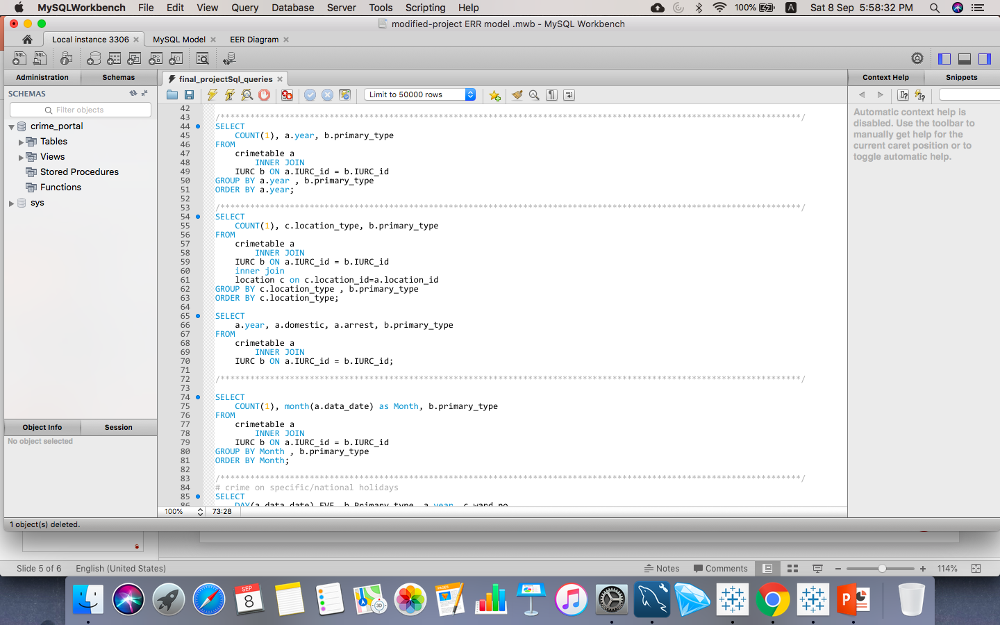 MySQLWorkbench File Edit View Query Database Server Tools Scripting Help 100% A Sat 8 Sep 5:58:32 PM
modified-project ERR model .mwb - MySQL Workbench
Local instance 3306 MySQL Model EER Diagram
Administration Schemas
SCHEMAS
Filter objects
crime_portal
Tables
Views
Stored Procedures
Functions
sys
Object Info Session
No object selected
final_projectSql_queries
Limit to 50000 rows
42
43 /*********************************************************************************************************************/
44 SELECT
45 COUNT(1), a.year, b.primary_type
46 FROM
47 crimetable a
48 INNER JOIN
49 IURC b ON a.IURC_id = b.IURC_id
50 GROUP BY a.year , b.primary_type
51 ORDER BY a.year;
52
53 /*********************************************************************************************************************/
54 SELECT
55 COUNT(1), c.location_type, b.primary_type
56 FROM
57 crimetable a
58 INNER JOIN
59 IURC b ON a.IURC_id = b.IURC_id
60 inner join
61 location c on c.location_id=a.location_id
62 GROUP BY c.location_type , b.primary_type
63 ORDER BY c.location_type;
64
65 SELECT
66 a.year, a.domestic, a.arrest, b.primary_type
67 FROM
68 crimetable a
69 INNER JOIN
70 IURC b ON a.IURC_id = b.IURC_id;
71
72 /*********************************************************************************************************************/
73
74 SELECT
75 COUNT(1), month(a.data_date) as Month, b.primary_type
76 FROM
77 crimetable a
78 INNER JOIN
79 IURC b ON a.IURC_id = b.IURC_id
80 GROUP BY Month , b.primary_type
81 ORDER BY Month;
82
83 /*********************************************************************************************************************/
84 # crime on specific/national holidays
85 SELECT
86 DAY(a.data_date) EVE, b.Primary_type, a.year, c.ward_no
100% 73:28
Context Help Snippets
Automatic context help is
disabled. Use the toolbar to
manually get help for the
current caret position or to
toggle automatic help.
1 object(s) deleted.
Slide 5 of 6 English (United States) Notes Comments 114%
SEP
8
PAGES
3D
P